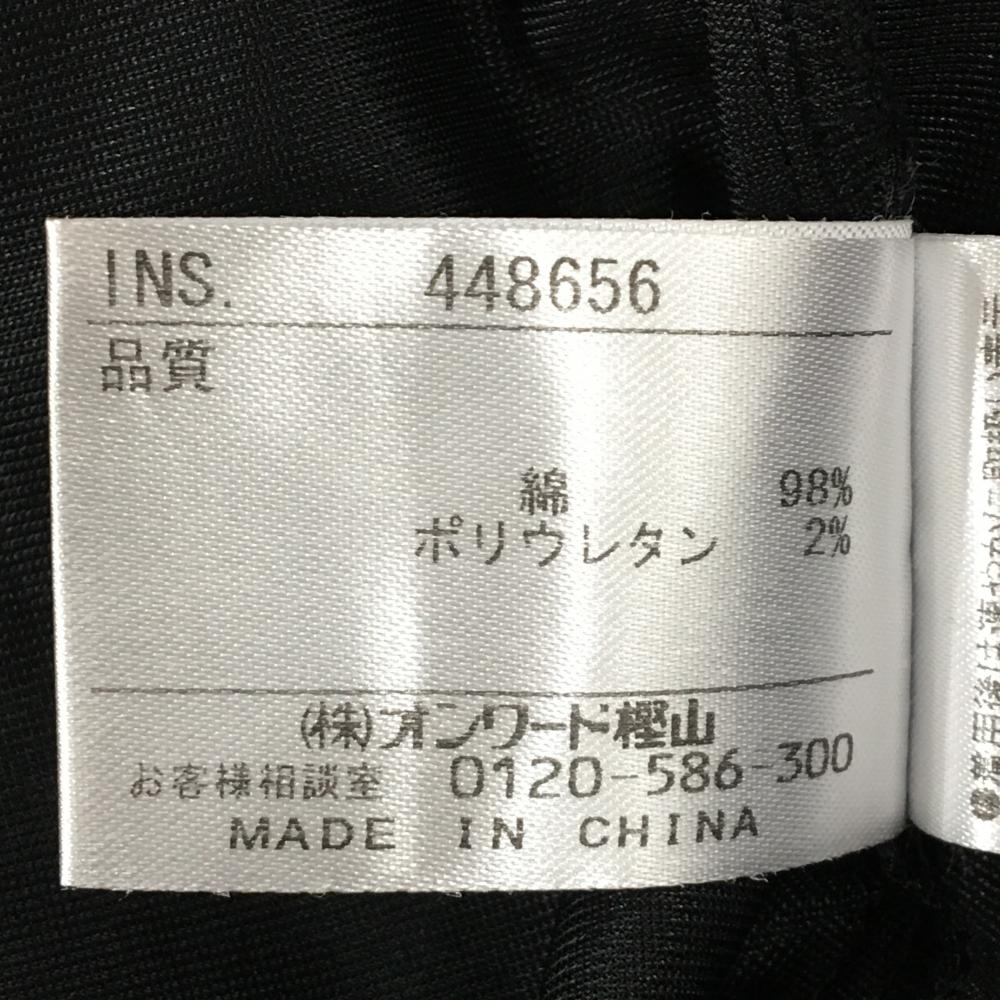 INS. 448656
品質
綿 98%
ポリウレタン 2%
(株)オンワード樫山
お客様相談室 0120-586-300
MADE IN CHINA